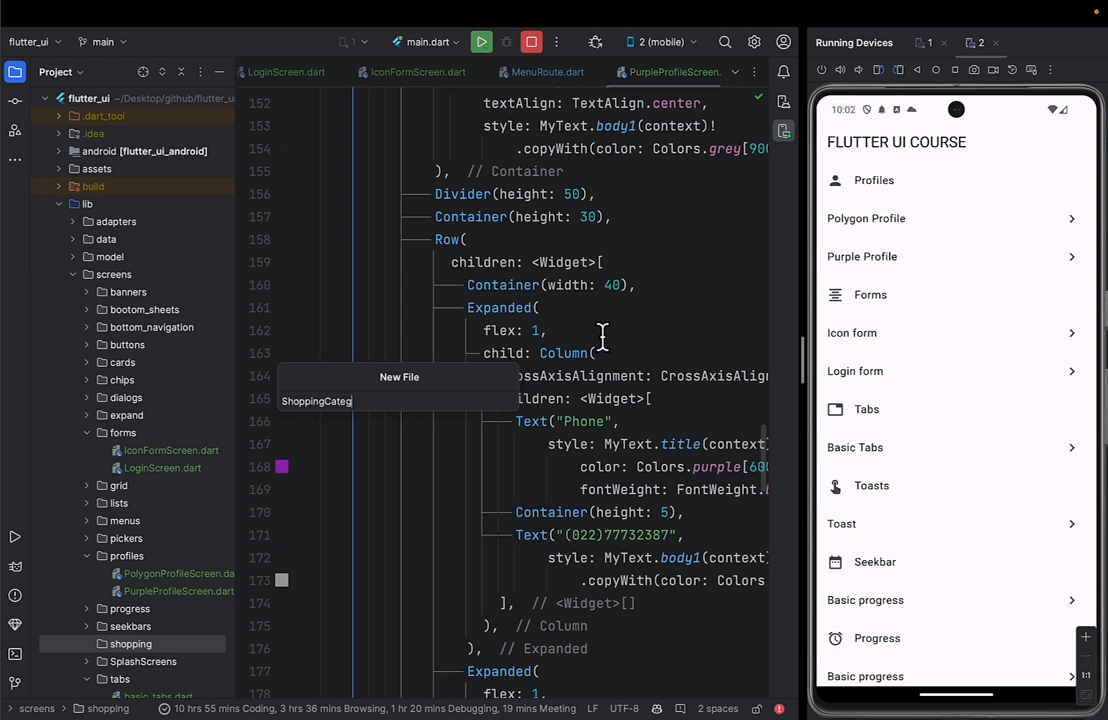 flutter_ui
main
1
main.dart
2 (mobile)
Running Devices
1
2
Project
LoginScreen.dart
IconFormScreen.dart
MenuRoute.dart
PurpleProfileScreen.
flutter_ui ~/Desktop/github/flutter_ui
.dart_tool
.idea
android [flutter_ui_android]
assets
build
lib
adapters
data
model
screens
banners
bootom_sheets
bottom_navigation
buttons
cards
chips
dialogs
expand
forms
IconFormScreen.dart
LoginScreen.dart
grid
lists
menus
pickers
profiles
PolygonProfileScreen.da
PurpleProfileScreen.dart
progress
seekbars
shopping
SplashScreens
tabs
basic_tabs.dart
152 textAlign: TextAlign.center,
153 style: MyText.body1(context)!
154 .copyWith(color: Colors.grey[900
155 ), // Container
156 Divider(height: 50),
157 Container(height: 30),
158 Row(
159 children: <Widget>[
160 Container(width: 40),
161 Expanded(
162 flex: 1,
163 child: Column(
164 ossAxisAlignment: CrossAxisAlign
165 ildren: <Widget>[
166 Text("Phone",
167 style: MyText.title(context)
168 color: Colors.purple[600
169 fontWeight: FontWeight.b
170 Container(height: 5),
171 Text("(022)77732387",
172 style: MyText.body1(context)
173 .copyWith(color: Colors
174 ], // <Widget>[]
175 ), // Column
176 ), // Expanded
177 Expanded(
178 flex: 1,
New File
ShoppingCateg
10:02
FLUTTER UI COURSE
Profiles
Polygon Profile
Purple Profile
Forms
Icon form
Login form
Tabs
Basic Tabs
Toasts
Toast
Seekbar
Basic progress
Progress
Basic progress
1:1
screens > shopping
10 hrs 55 mins Coding, 3 hrs 36 mins Browsing, 1 hr 20 mins Debugging, 19 mins Meeting
LF
UTF-8
2 spaces